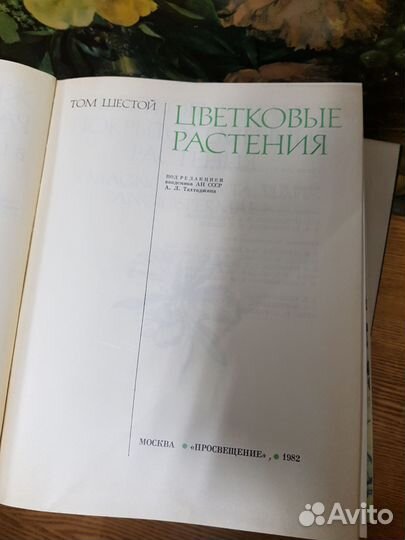 ТОМ ШЕСТОЙ
ЦВЕТКОВЫЕ
РАСТЕНИЯ
ПОД РЕДАКЦИЕЙ
академика АН СССР
А. Л. Тахтаджяна
МОСКВА • «ПРОСВЕЩЕНИЕ», • 1982
Avito